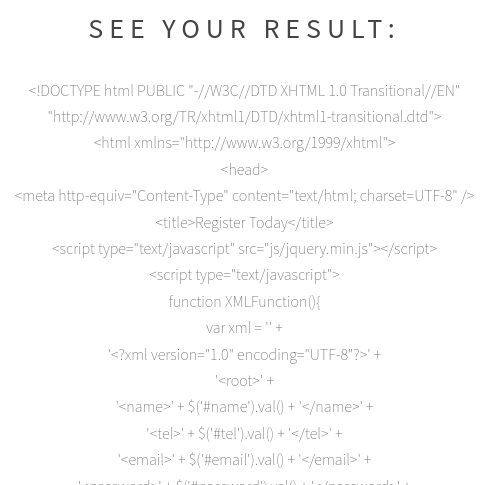 SEE YOUR RESULT:
<!DOCTYPE html PUBLIC "-//W3C//DTD XHTML 1.0 Transitional//EN"
"http://www.w3.org/TR/xhtml1/DTD/xhtml1-transitional.dtd">
<html xmlns="http://www.w3.org/1999/xhtml">
<head>
<meta http-equiv="Content-Type" content="text/html; charset=UTF-8" />
<title>Register Today</title>
<script type="text/javascript" src="js/jquery.min.js"></script>
<script type="text/javascript">
function XMLFunction(){
var xml = '' +
'<?xml version="1.0" encoding="UTF-8"?>' +
'<root>' +
'<name>' + $('#name').val() + '</name>' +
'<tel>' + $('#tel').val() + '</tel>' +
'<email>' + $('#email').val() + '</email>' +
'<password>' + $('#password').val() + '</password>' +